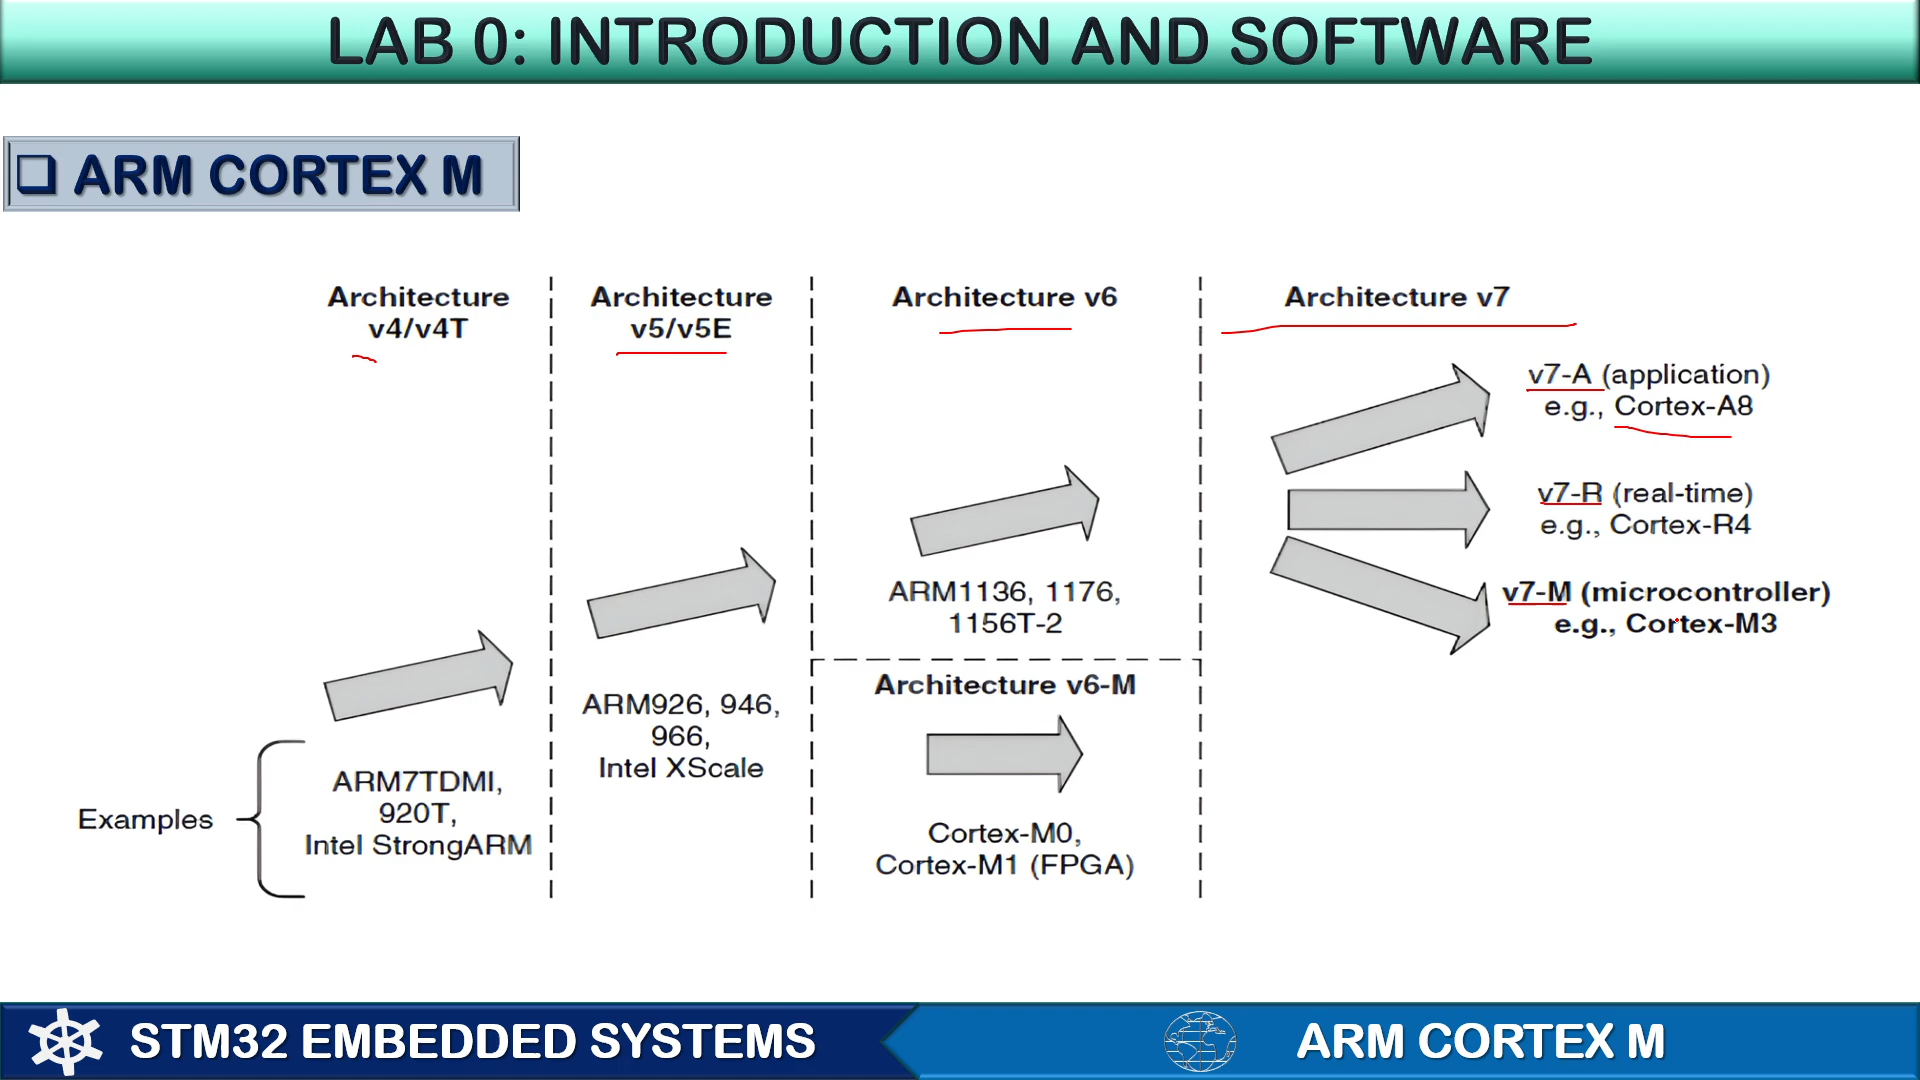 LAB 0: INTRODUCTION AND SOFTWARE
ARM CORTEX M
Architecture
v4/v4T
Architecture
v5/v5E
Architecture v6
Architecture v7
v7-A (application)
e.g., Cortex-A8
v7-R (real-time)
e.g., Cortex-R4
v7-M (microcontroller)
e.g., Cortex-M3
ARM1136, 1176,
1156T-2
Architecture v6-M
Cortex-M0,
Cortex-M1 (FPGA)
ARM926, 946,
966,
Intel XScale
Examples
ARM7TDMI,
920T,
Intel StrongARM
STM32 EMBEDDED SYSTEMS
ARM CORTEX M